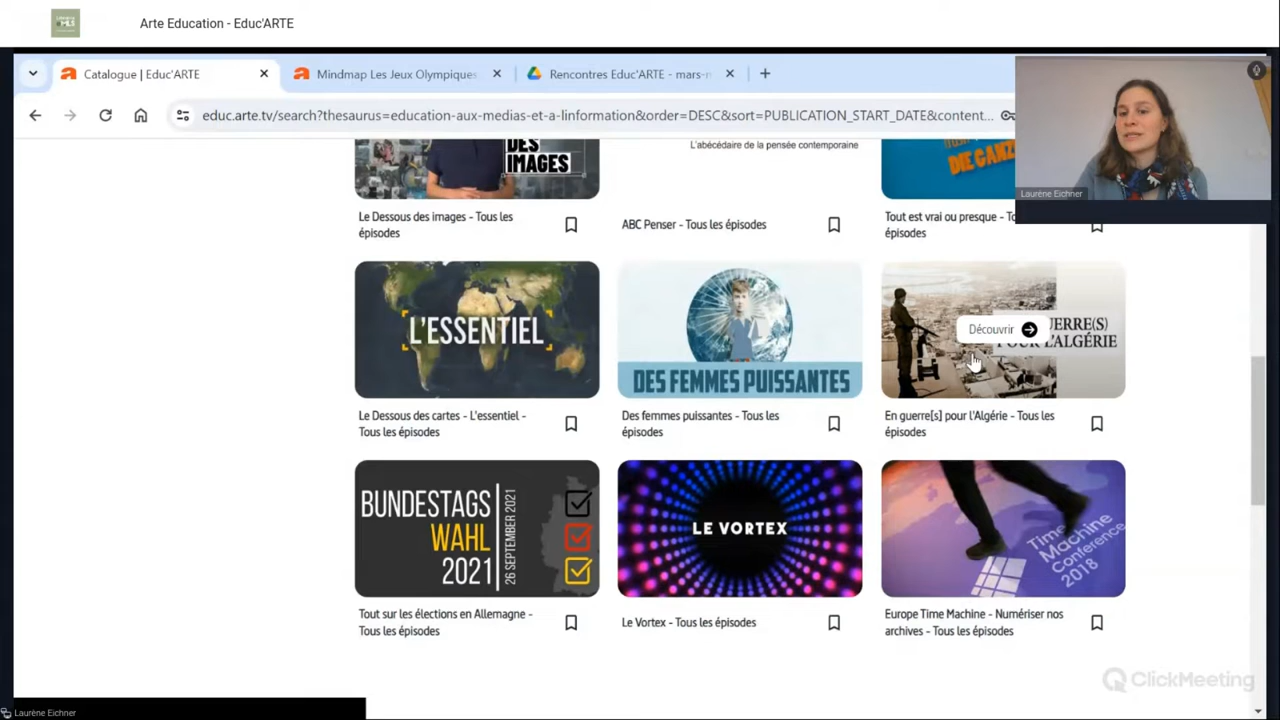 Arte Education - Educ'ARTE
Catalogue | Educ'ARTE
Mindmap Les Jeux Olympiques
Rencontres Educ'ARTE - mars-
educ.arte.tv/search?thesaurus=education-aux-medias-et-a-linformation&order=DESC&sort=PUBLICATION_START_DATE&content...
Laurène Eichner
DES
IMAGES
L'abécédaire de la pensée contemporaine
DIE GANZ
Le Dessous des images - Tous les
épisodes
ABC Penser - Tous les épisodes
Tout est vrai ou presque - To
épisodes
L'ESSENTIEL
DES FEMMES PUISSANTES
Découvrir
UERRE(S)
POUR L'ALGÉRIE
Le Dessous des cartes - L'essentiel -
Tous les épisodes
Des femmes puissantes - Tous les
épisodes
En guerre[s] pour l'Algérie - Tous les
épisodes
BUNDESTAGS
WAHL
2021
26 SEPTEMBER 2021
LE VORTEX
Time
Machine
Conference
2018
Tout sur les élections en Allemagne -
Tous les épisodes
Le Vortex - Tous les épisodes
Europe Time Machine - Numériser nos
archives - Tous les épisodes
ClickMeeting
Laurène Eichner